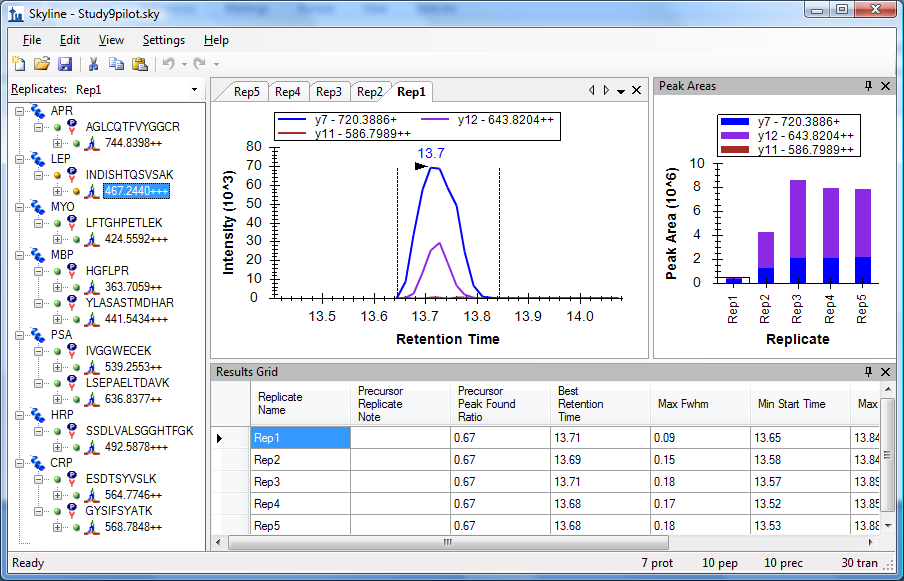 Skyline - Study9pilot.sky
File Edit View Settings Help
Replicates: Rep1
APR
AGLCQTFVYGGCR
744.8398++
LEP
INDISHTQSVSAK
467.2440+++
MYO
LFTGHPETLEK
424.5592+++
MBP
HGFLPR
363.7059++
YLASASTMDHAR
441.5434+++
PSA
IVGGWECEK
539.2553++
LSEPAELTDAVK
636.8377++
HRP
SSDLVALSGGHTFGK
492.5878+++
CRP
ESDTSYVSLK
564.7746++
GYSIFSYATK
568.7848++
Rep5 Rep4 Rep3 Rep2 Rep1
y7 - 720.3886+ y12 - 643.8204++
y11 - 586.7989++
13.7
80
70
60
50
40
30
20
10
0
Intensity (10^3)
13.5 13.6 13.7 13.8 13.9 14.0
Retention Time
Peak Areas
y7 - 720.3886+
y12 - 643.8204++
y11 - 586.7989++
10
8
6
4
2
0
Peak Area (10^6)
Rep1 Rep2 Rep3 Rep4 Rep5
Replicate
Results Grid
Replicate Name Precursor Replicate Note Precursor Peak Found Ratio Best Retention Time Max Fwhm Min Start Time Max
Rep1 0.67 13.71 0.09 13.65 13.84
Rep2 0.67 13.69 0.15 13.58 13.84
Rep3 0.67 13.71 0.18 13.57 13.89
Rep4 0.67 13.68 0.17 13.52 13.85
Rep5 0.67 13.68 0.18 13.53 13.88
Ready 7 prot 10 pep 10 prec 30 tran